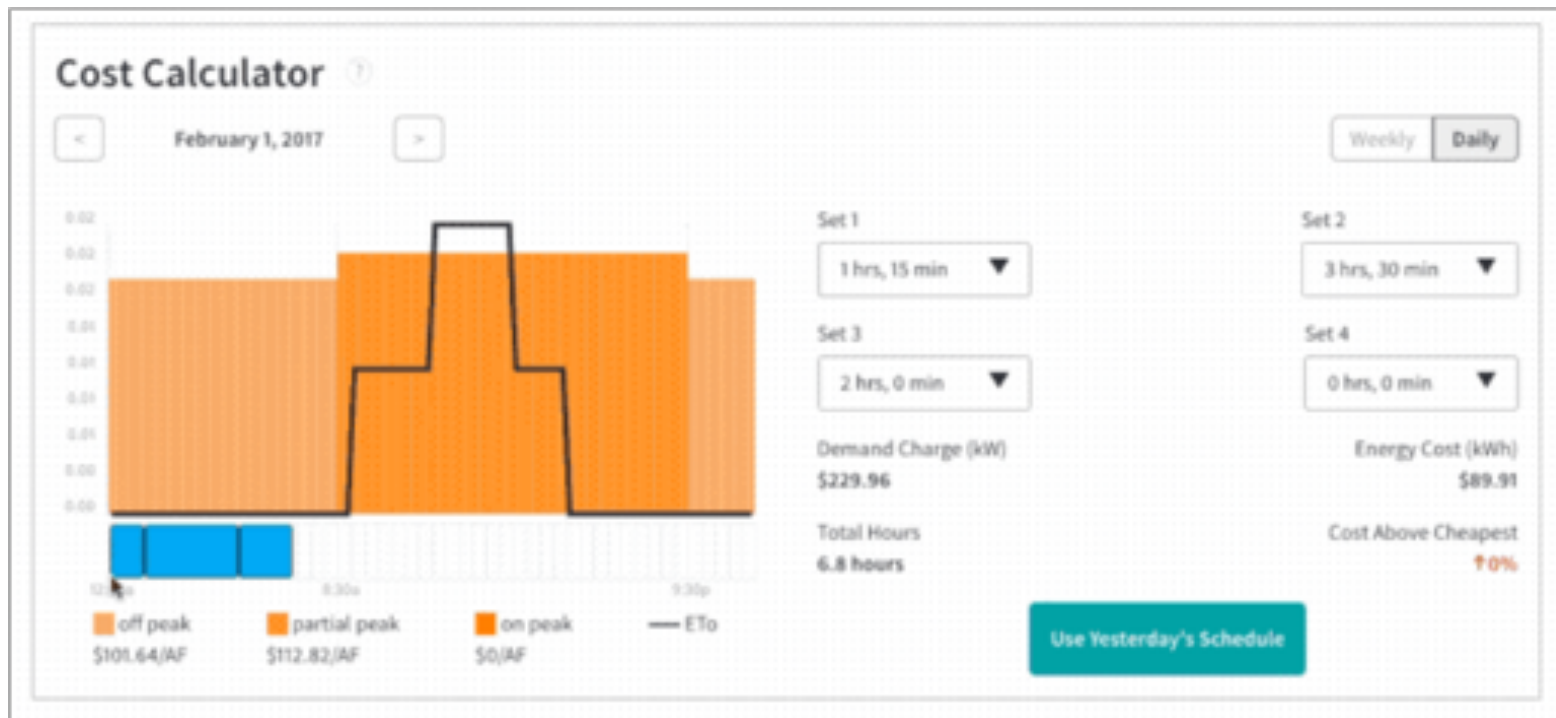 Cost Calculator ?
< February 1, 2017 >
Weekly Daily
0.02
0.02
0.02
0.01
0.01
0.01
0.01
0.00
0.00
8:30a 9:30p
off peak partial peak on peak ETo
$101.64/AF $112.82/AF $0/AF
Set 1 Set 2
1 hrs, 15 min 3 hrs, 30 min
Set 3 Set 4
2 hrs, 0 min 0 hrs, 0 min
Demand Charge (kW) Energy Cost (kWh)
$229.96 $89.91
Total Hours Cost Above Cheapest
6.8 hours ↑0%
Use Yesterday's Schedule